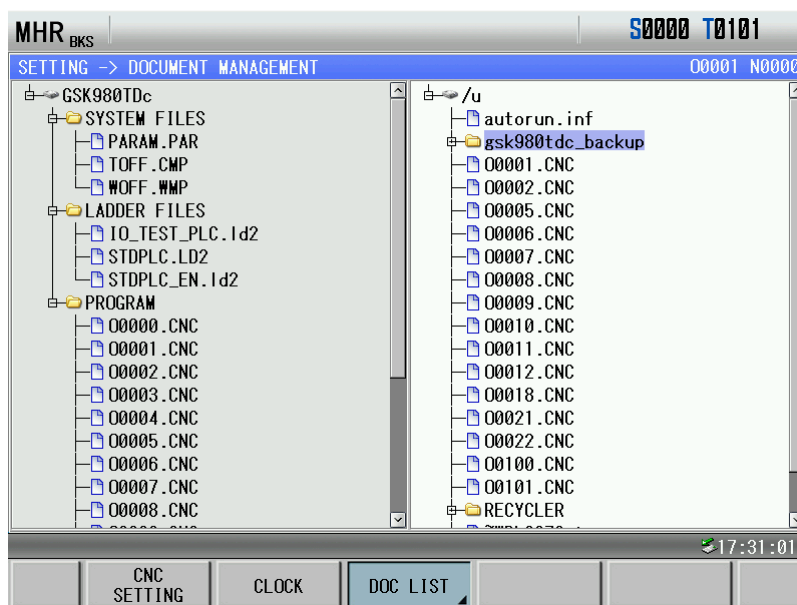 MHR BKS S0000 T0101
SETTING -> DOCUMENT MANAGEMENT O0001 N0000
GSK980TDc
SYSTEM FILES
PARAM.PAR
TOFF.CMP
WOFF.WMP
LADDER FILES
IO_TEST_PLC.ld2
STDPLC.LD2
STDPLC_EN.ld2
PROGRAM
O0000.CNC
O0001.CNC
O0002.CNC
O0003.CNC
O0004.CNC
O0005.CNC
O0006.CNC
O0007.CNC
O0008.CNC
/u
autorun.inf
gsk980tdc_backup
O0001.CNC
O0002.CNC
O0005.CNC
O0006.CNC
O0007.CNC
O0008.CNC
O0009.CNC
O0010.CNC
O0011.CNC
O0012.CNC
O0018.CNC
O0021.CNC
O0022.CNC
O0100.CNC
O0101.CNC
RECYCLER
17:31:01
CNC
SETTING
CLOCK
DOC LIST